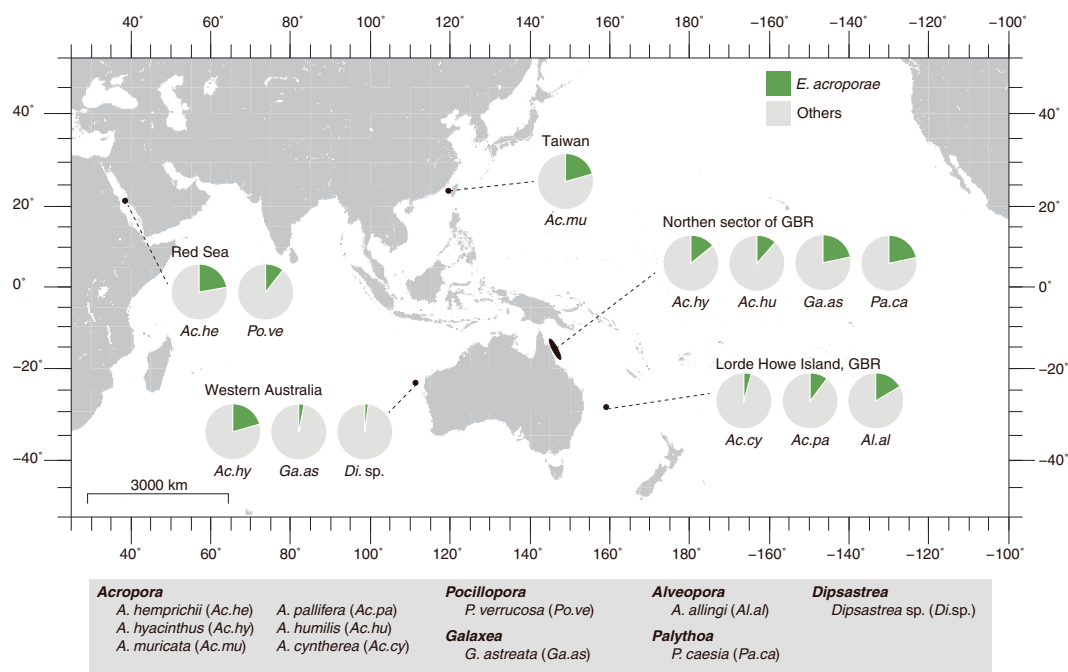 40˚ 60˚ 80˚ 100˚ 120˚ 140˚ 160˚ −180˚ −160˚ −140˚ −120˚ −100˚
E. acroporae
Others
40˚ 40˚
Taiwan
Ac.mu
20˚ 20˚
Northen sector of GBR
Ac.hy Ac.hu Ga.as Pa.ca
Red Sea
Ac.he Po.ve
0˚ 0˚
−20˚ −20˚
Lorde Howe Island, GBR
Ac.cy Ac.pa Al.al
Western Australia
Ac.hy Ga.as Di. sp.
−40˚ −40˚
3000 km
40˚ 60˚ 80˚ 100˚ 120˚ 140˚ 160˚ −180˚ −160˚ −140˚ −120˚ −100˚
Acropora
A. hemprichii (Ac.he) A. pallifera (Ac.pa)
A. hyacinthus (Ac.hy) A. humilis (Ac.hu)
A. muricata (Ac.mu) A. cyntherea (Ac.cy)
Pocillopora
P. verrucosa (Po.ve)
Galaxea
G. astreata (Ga.as)
Alveopora
A. allingi (Al.al)
Palythoa
P. caesia (Pa.ca)
Dipsastrea
Dipsastrea sp. (Di.sp.)